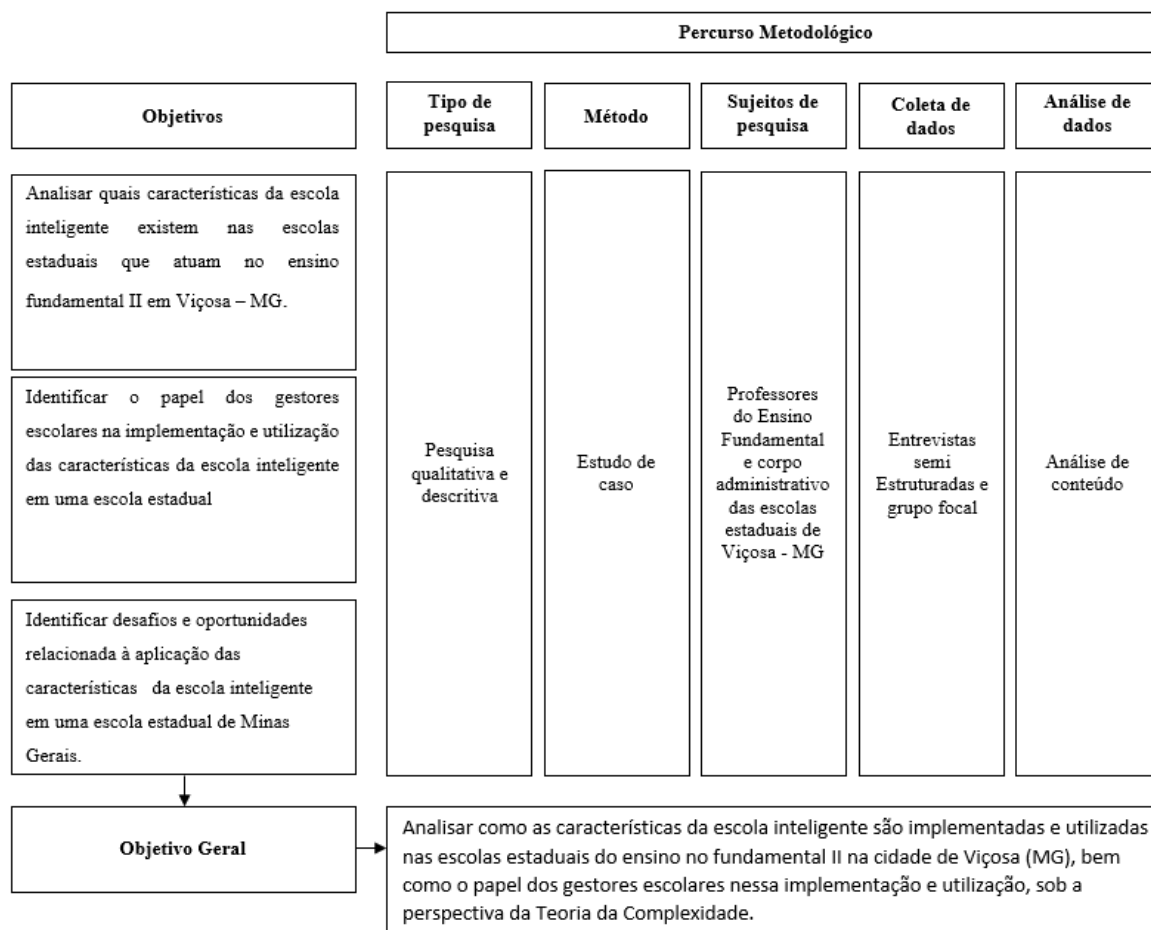 Percurso Metodológico
Objetivos
Tipo de
pesquisa
Método
Sujeitos de
pesquisa
Coleta de
dados
Análise de
dados
Analisar quais características da escola
inteligente existem nas escolas
estaduais que atuam no ensino
fundamental II em Viçosa – MG.
Identificar o papel dos gestores
escolares na implementação e utilização
das características da escola inteligente
em uma escola estadual
Identificar desafios e oportunidades
relacionada à aplicação das
características da escola inteligente
em uma escola estadual de Minas
Gerais.
Pesquisa
qualitativa e
descritiva
Estudo de
caso
Professores
do Ensino
Fundamental
e corpo
administrativo
das escolas
estaduais de
Viçosa - MG
Entrevistas
semi
Estruturadas e
grupo focal
Análise de
conteúdo
Objetivo Geral
Analisar como as características da escola inteligente são implementadas e utilizadas
nas escolas estaduais do ensino no fundamental II na cidade de Viçosa (MG), bem
como o papel dos gestores escolares nessa implementação e utilização, sob a
perspectiva da Teoria da Complexidade.